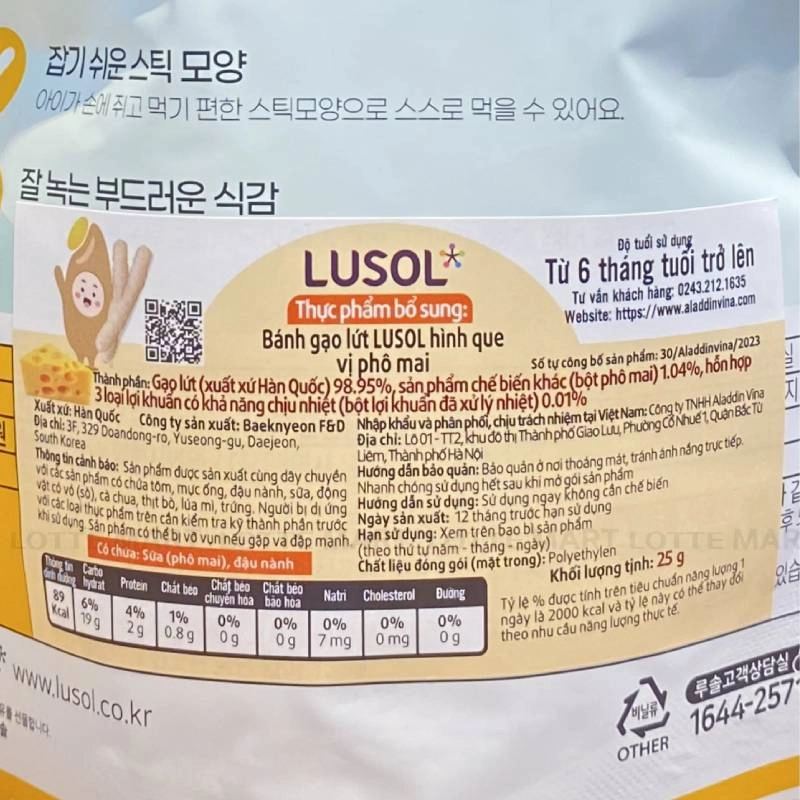 잡기 쉬운 스틱 모양
아이가 손에 쥐고 먹기 편한 스틱모양으로 스스로 먹을 수 있어요.
잘 녹는 부드러운 식감
LUSOL
Thực phẩm bổ sung:
Bánh gạo lứt LUSOL hình que
vị phô mai
Độ tuổi sử dụng
Từ 6 tháng tuổi trở lên
Tư vấn khách hàng: 0243.212.1635
Website: https://www.aladdinvina.com
Số tự công bố sản phẩm: 30/Aladdinvina/2023
Thành phần: Gạo lứt (xuất xứ Hàn Quốc) 98.95%, sản phẩm chế biến khác (bột phô mai) 1.04%, hỗn hợp
3 loại lợi khuẩn có khả năng chịu nhiệt (bột lợi khuẩn đã xử lý nhiệt) 0.01%
Xuất xứ: Hàn Quốc Công ty sản xuất: Baeknyeon F&D
Địa chỉ: 3F, 329 Doandong-ro, Yuseong-gu, Daejeon,
South Korea
Thông tin cảnh báo: Sản phẩm được sản xuất cùng dây chuyền
với các sản phẩm có chứa tôm, mực ống, đậu nành, sữa, động
vật có vỏ (sò), cà chua, thịt bò, lúa mì, trứng. Người bị dị ứng
với các loại thực phẩm trên cần kiểm tra kỹ thành phần trước
khi sử dụng. Sản phẩm có thể bị vỡ vụn nếu gập va đập mạnh.
Có chứa: Sữa (phô mai), đậu nành
Nhập khẩu và phân phối, chịu trách nhiệm tại Việt Nam: Công ty TNHH Aladdin Vina
Địa chỉ: Lô 01 - TT2, khu đô thị Thành phố Giao Lưu, Phường Cổ Nhuế 1, Quận Bắc Từ
Liêm, Thành phố Hà Nội
Hướng dẫn bảo quản: Bảo quản ở nơi thoáng mát, tránh ánh nắng trực tiếp.
Nhanh chóng sử dụng hết sau khi mở gói sản phẩm
Hướng dẫn sử dụng: Sử dụng ngay không cần chế biến
Ngày sản xuất: 12 tháng trước hạn sử dụng
Hạn sử dụng: Xem trên bao bì sản phẩm
(theo thứ tự năm - tháng - ngày)
Chất liệu đóng gói (mặt trong): Polyethylen
Khối lượng tịnh: 25 g
Thông tin dinh dưỡng Carbo hydrat Protein Chất béo Chất béo chuyển hóa Chất béo bão hòa Natri Cholesterol Đường
89 Kcal 6% 4% 1% 0% 0% 0% 0% 0%
19 g 2 g 0.8 g 0 g 0 g 7 mg 0 mg 0 g
Tỷ lệ % được tính trên tiêu chuẩn năng lượng 1
ngày là 2000 kcal và tỷ lệ này có thể thay đổi
theo nhu cầu năng lượng thực tế.
LOTTE MART LOTTE MAR
www.lusol.co.kr
비닐류
OTHER
루솔고객상담실
1644-257